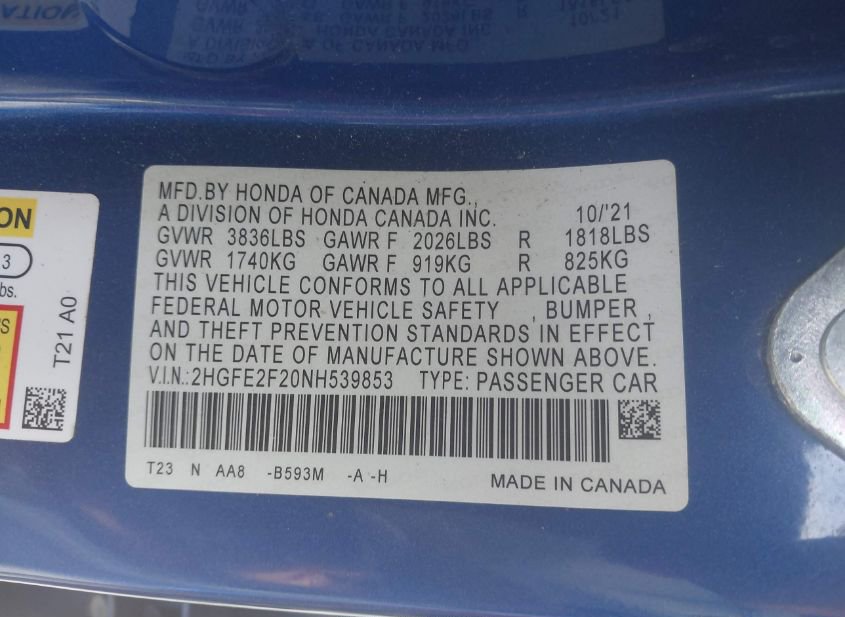 MFD.BY HONDA OF CANADA MFG.,
A DIVISION OF HONDA CANADA INC. 10/'21
GVWR 3836LBS GAWR F 2026LBS R 1818LBS
GVWR 1740KG GAWR F 919KG R 825KG
THIS VEHICLE CONFORMS TO ALL APPLICABLE
FEDERAL MOTOR VEHICLE SAFETY , BUMPER ,
AND THEFT PREVENTION STANDARDS IN EFFECT
ON THE DATE OF MANUFACTURE SHOWN ABOVE.
V.I.N.:2HGFE2F20NH539853 TYPE: PASSENGER CAR
T23 N AA8 -B593M -A -H MADE IN CANADA
ON
3
bs.
T21 A0